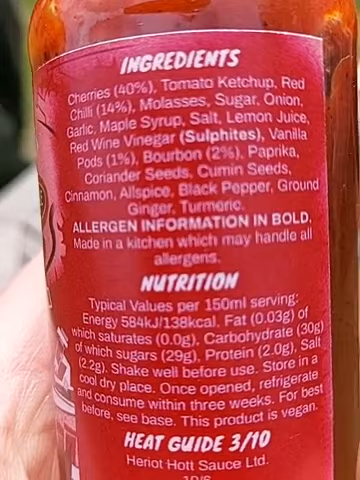 INGREDIENTS
Cherries (40%), Tomato Ketchup, Red
Chilli (14%), Molasses, Sugar, Onion,
Garlic, Maple Syrup, Salt, Lemon Juice,
Red Wine Vinegar (Sulphites), Vanilla
Pods (1%), Bourbon (2%), Paprika,
Coriander Seeds, Cumin Seeds,
Cinnamon, Allspice, Black Pepper, Ground
Ginger, Turmeric.
ALLERGEN INFORMATION IN BOLD.
Made in a kitchen which may handle all
allergens.
NUTRITION
Typical Values per 150ml serving:
Energy 584kJ/138kcal, Fat (0.03g) of
which saturates (0.0g), Carbohydrate (30g)
of which sugars (29g), Protein (2.0g), Salt
(2.2g). Shake well before use. Store in a
cool dry place. Once opened, refrigerate
and consume within three weeks. For best
before, see base. This product is vegan.
HEAT GUIDE 3/10
Heriot Hott Sauce Ltd.